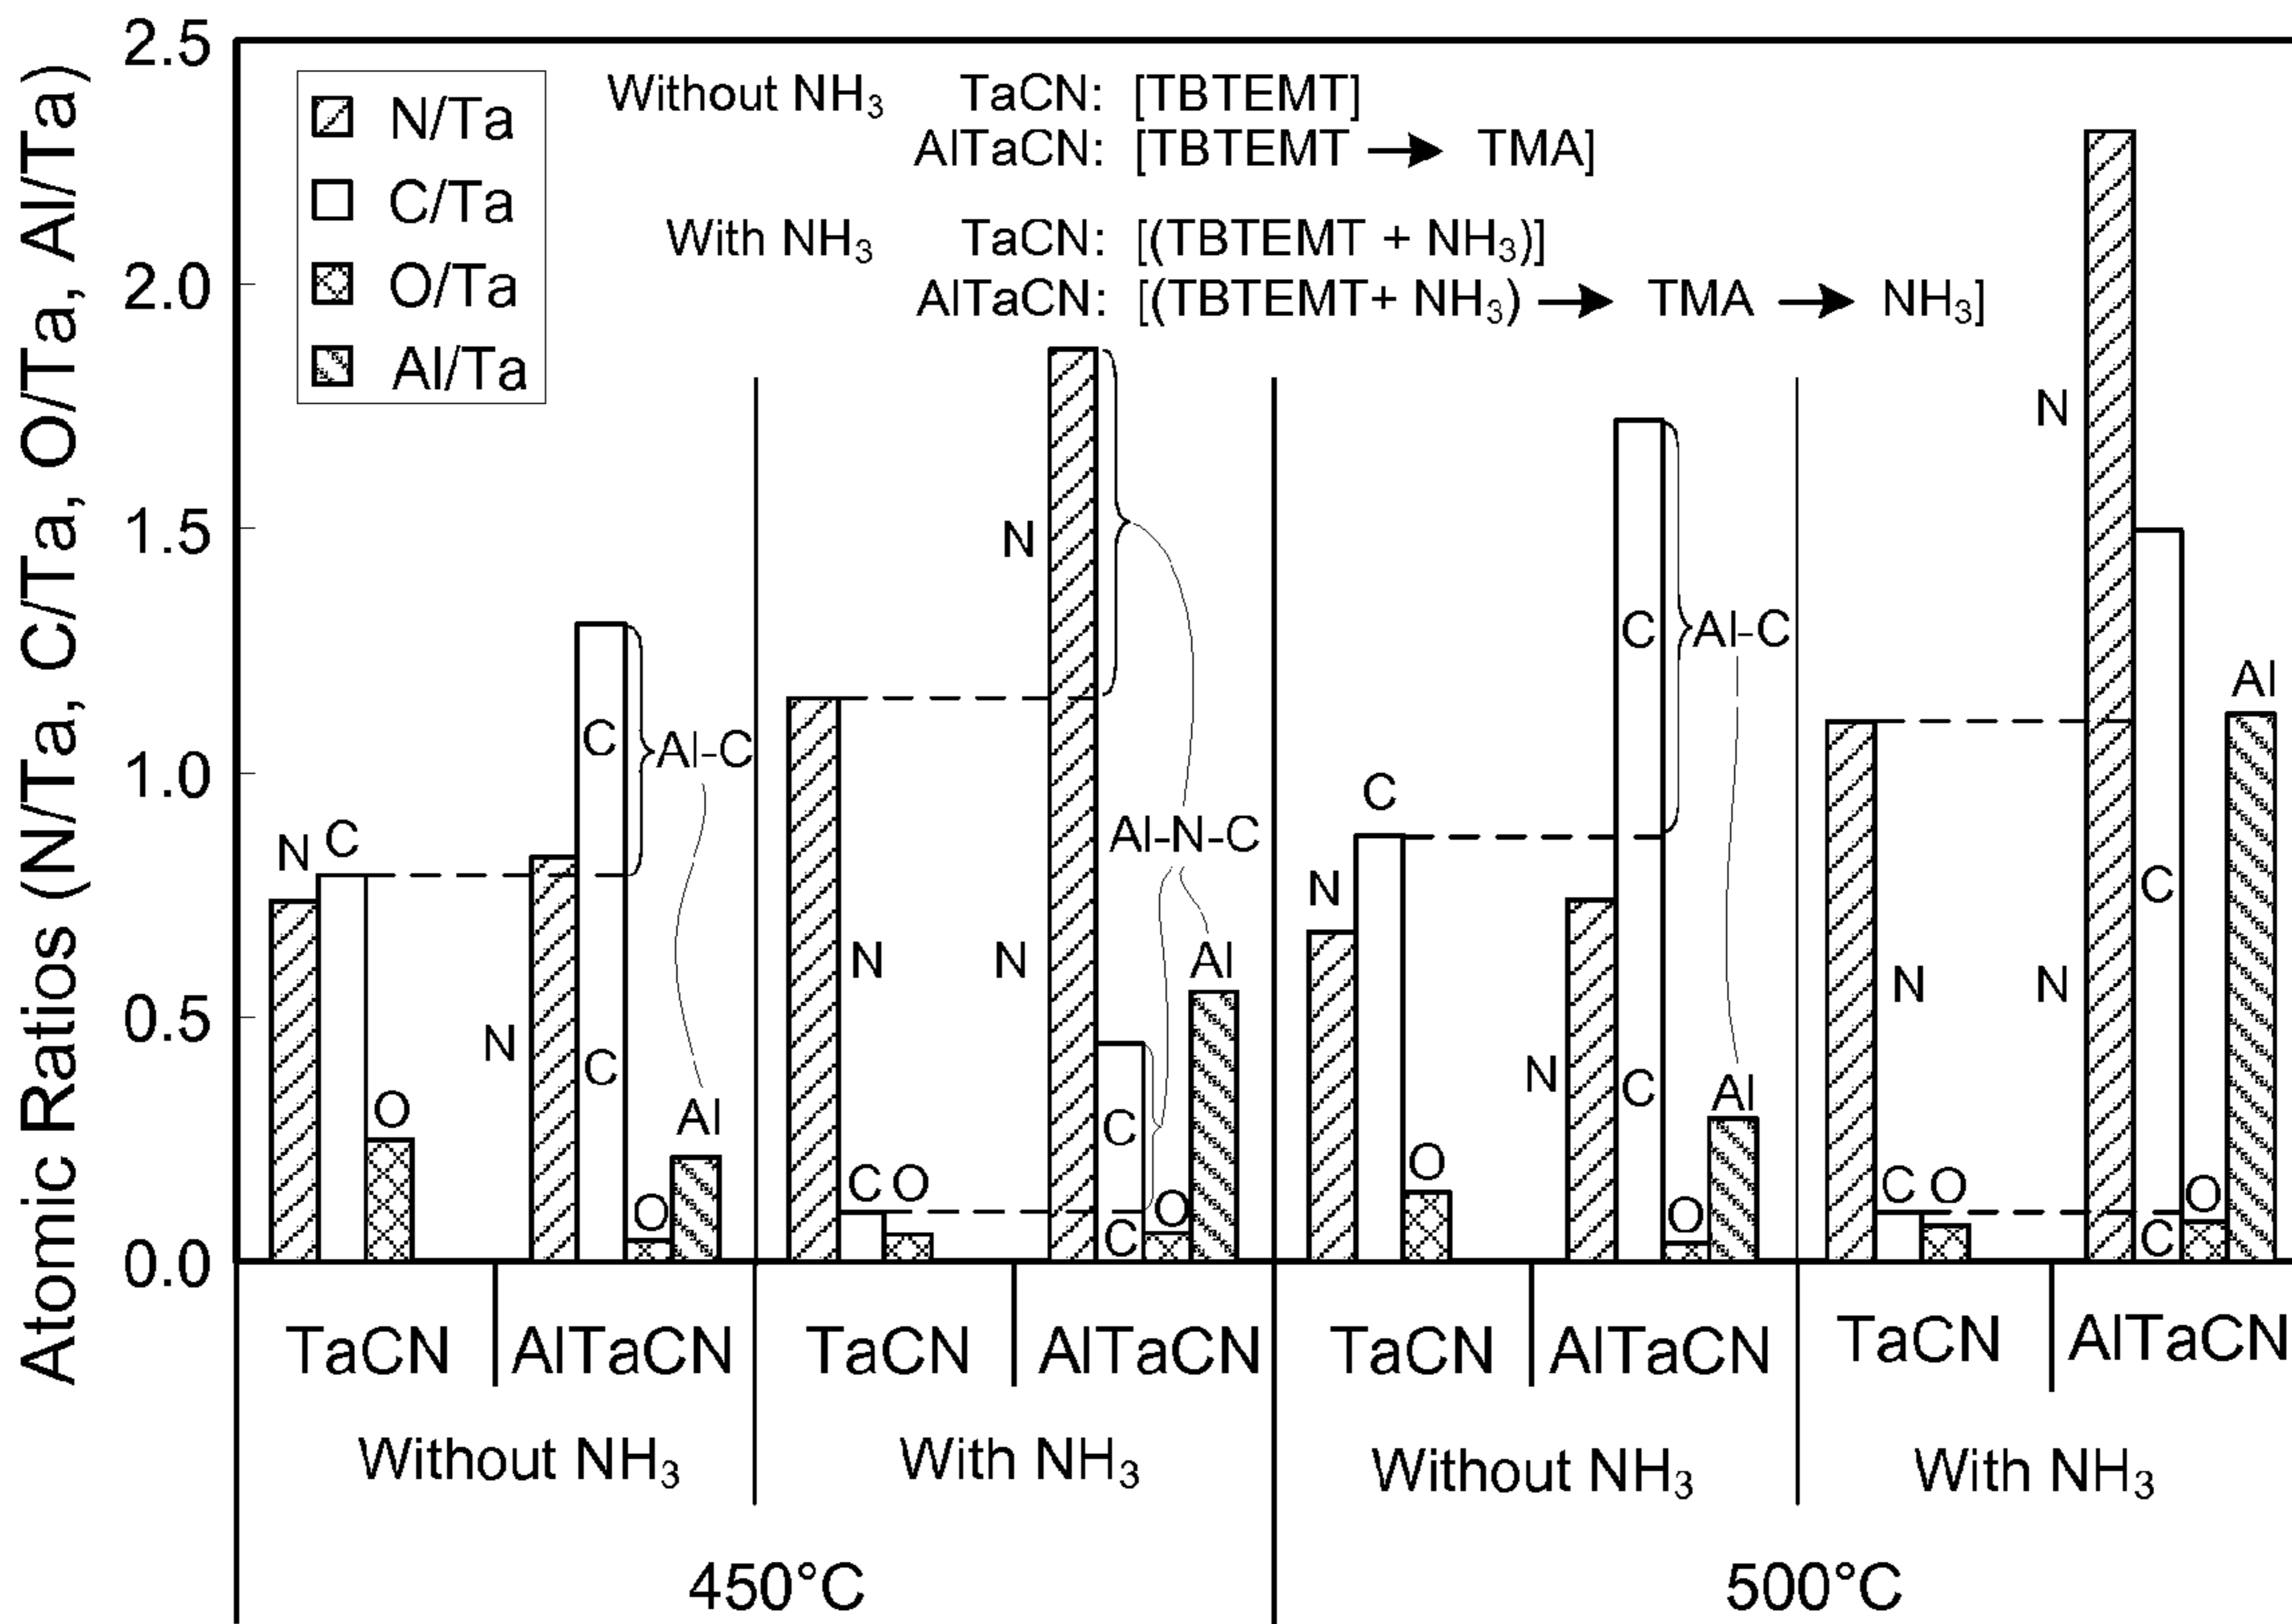 Atomic Ratios (N/Ta, C/Ta, O/Ta, Al/Ta)
2.5
2.0
1.5
1.0
0.5
0.0
N/Ta
C/Ta
O/Ta
Al/Ta
Without NH₃ TaCN: [TBTEMT]
AlTaCN: [TBTEMT → TMA]
With NH₃ TaCN: [(TBTEMT + NH₃)]
AlTaCN: [(TBTEMT+ NH₃) → TMA → NH₃]
N
C
O
N
C
C
Al-C
O
Al
N
C
O
N
N
C
C
Al-N-C
O
Al
N
C
O
N
C
C
Al-C
O
Al
N
C
O
N
N
C
C
O
Al
TaCN AlTaCN TaCN AlTaCN TaCN AlTaCN TaCN AlTaCN
Without NH₃ With NH₃ Without NH₃ With NH₃
450°C 500°C